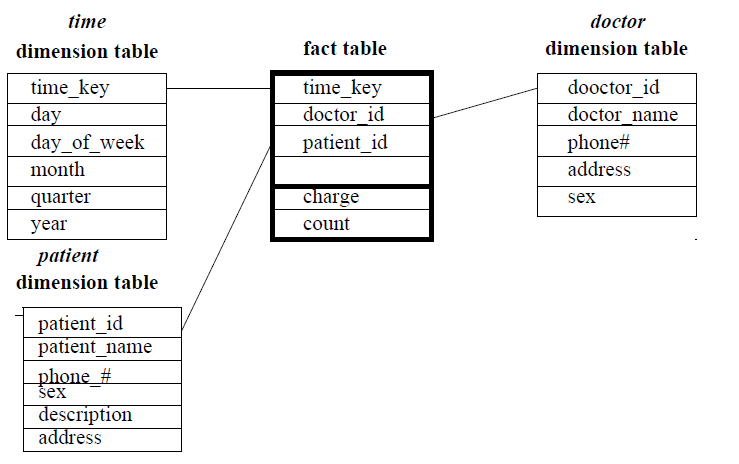 time
dimension table
time_key
day
day_of_week
month
quarter
year
fact table
time_key
doctor_id
patient_id
charge
count
doctor
dimension table
dooctor_id
doctor_name
phone#
address
sex
patient
dimension table
patient_id
patient_name
phone_#
sex
description
address